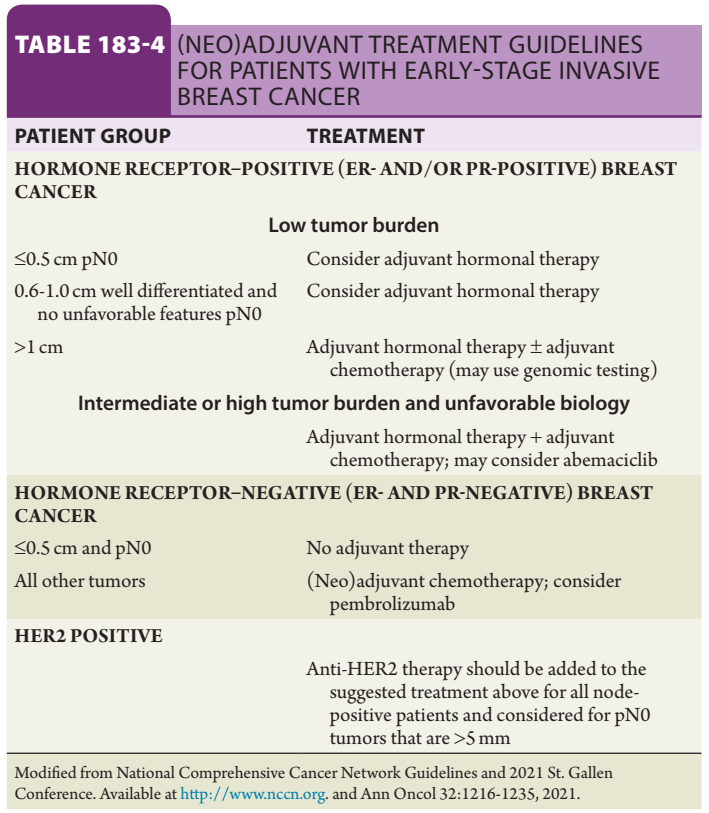 TABLE 183-4 (NEO)ADJUVANT TREATMENT GUIDELINES
FOR PATIENTS WITH EARLY-STAGE INVASIVE
BREAST CANCER
PATIENT GROUP TREATMENT
HORMONE RECEPTOR–POSITIVE (ER- AND/OR PR-POSITIVE) BREAST
CANCER
Low tumor burden
≤0.5 cm pN0 Consider adjuvant hormonal therapy
0.6-1.0 cm well differentiated and Consider adjuvant hormonal therapy
no unfavorable features pN0
>1 cm Adjuvant hormonal therapy ± adjuvant
chemotherapy (may use genomic testing)
Intermediate or high tumor burden and unfavorable biology
Adjuvant hormonal therapy + adjuvant
chemotherapy; may consider abemaciclib
HORMONE RECEPTOR–NEGATIVE (ER- AND PR-NEGATIVE) BREAST
CANCER
≤0.5 cm and pN0 No adjuvant therapy
All other tumors (Neo)adjuvant chemotherapy; consider
pembrolizumab
HER2 POSITIVE
Anti-HER2 therapy should be added to the
suggested treatment above for all node-
positive patients and considered for pN0
tumors that are >5 mm
Modified from National Comprehensive Cancer Network Guidelines and 2021 St. Gallen
Conference. Available at http://www.nccn.org. and Ann Oncol 32:1216-1235, 2021.